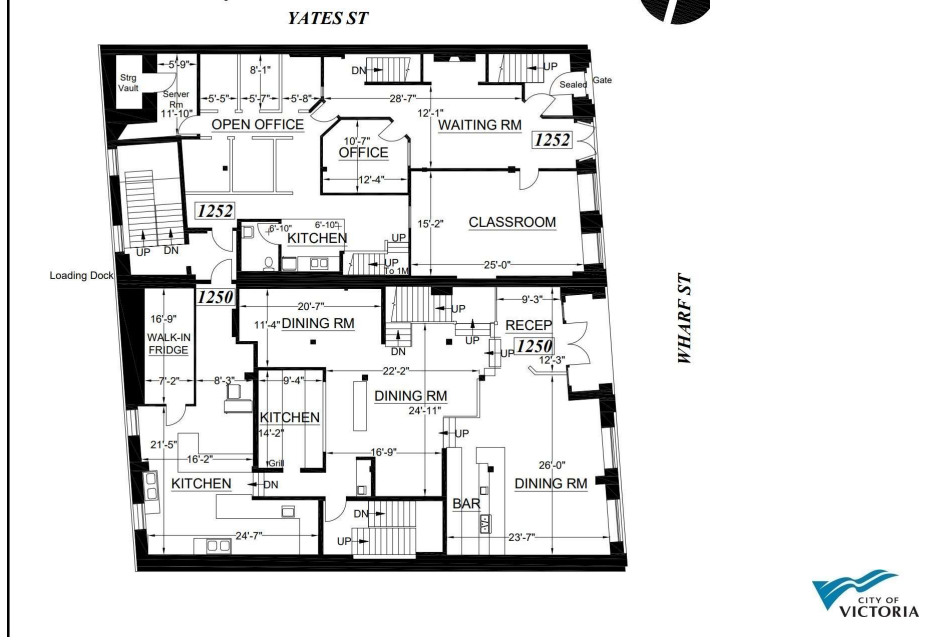 YATES ST
Strg
Vault
5'-9"
Server
Rm
11'-10"
8'-1"
5'-5"
5'-7"
5'-8"
OPEN OFFICE
DN
28'-7"
12'-1"
WAITING RM
UP
Sealed
Gate
1252
10'-7"
OFFICE
12'-4"
CLASSROOM
15'-2"
25'-0"
1252
6'-10"
6'-10"
KITCHEN
UP
UP
To 1M
UP
DN
Loading Dock
1250
16'-9"
WALK-IN
FRIDGE
7'-2"
8'-3"
20'-7"
11'-4"
DINING RM
UP
DN
UP
UP
9'-3"
RECEP
1250
12'-3"
WHARF ST
22'-2"
DINING RM
24'-11"
16'-9"
9'-4"
KITCHEN
14'-2"
Grill
21'-5"
16'-2"
KITCHEN
DN
24'-7"
DN
UP
UP
BAR
26'-0"
DINING RM
23'-7"
CITY OF
VICTORIA